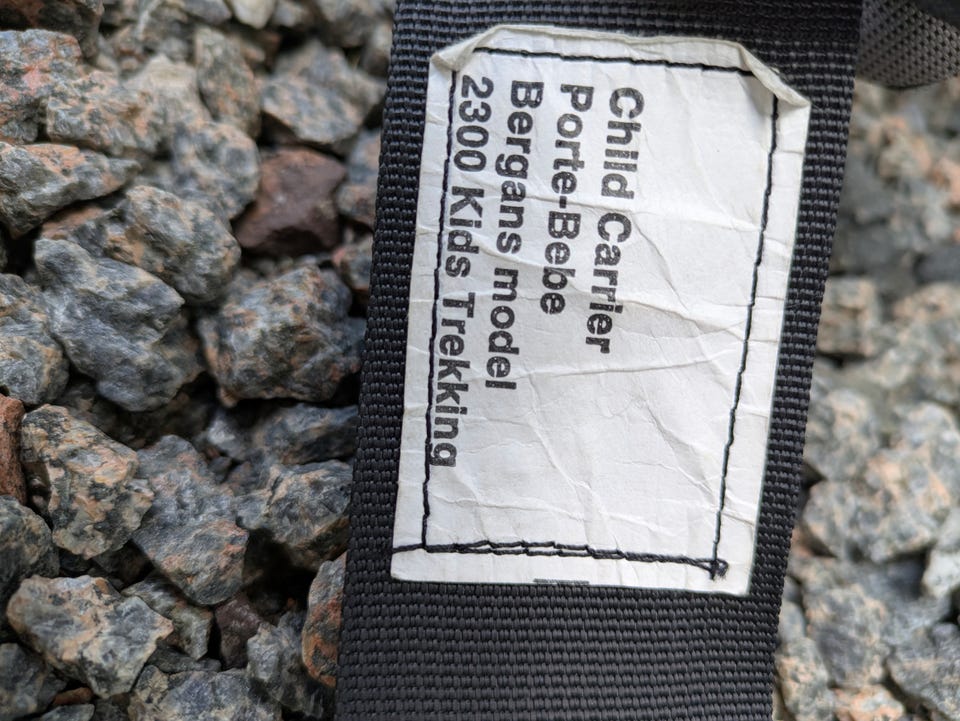 Child Carrier
Porte-Bebe
Bergans model
2300 Kids Trekking